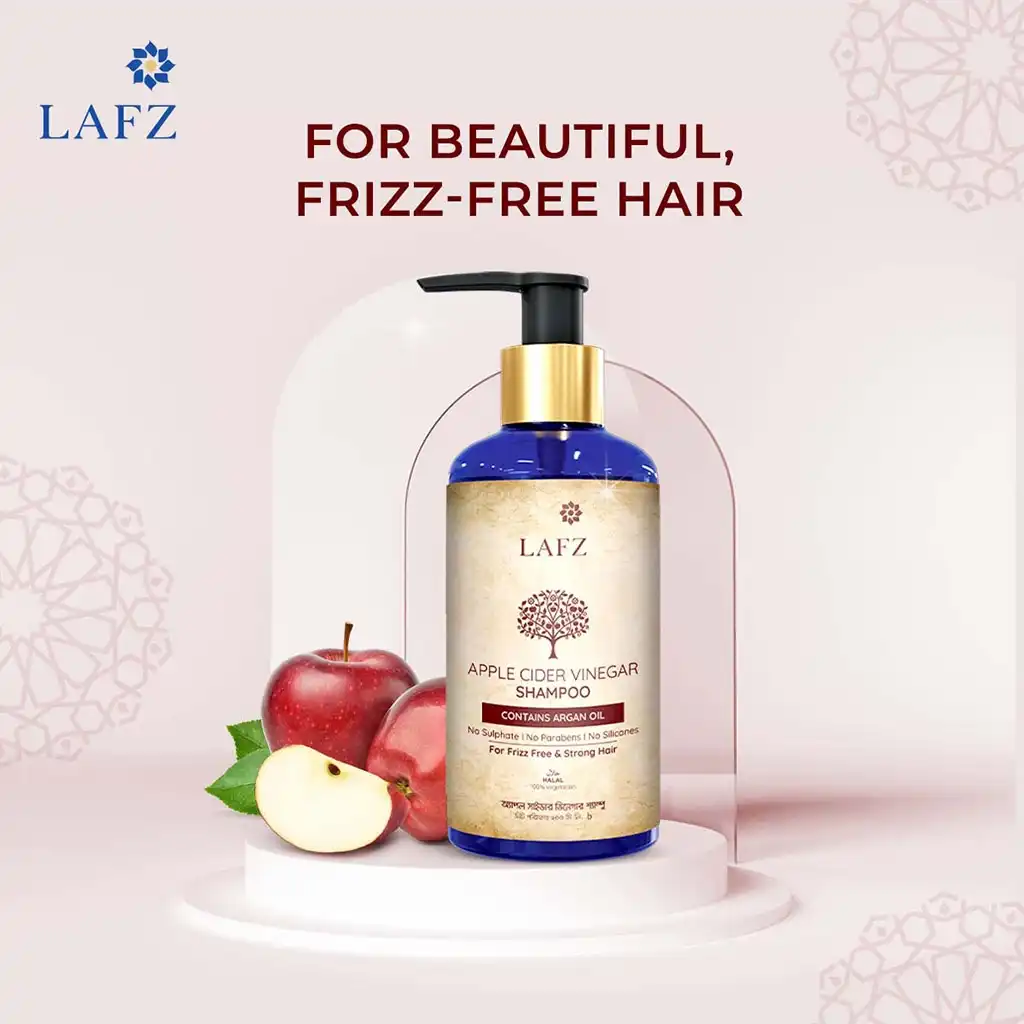 LAFZ
FOR BEAUTIFUL,
FRIZZ-FREE HAIR
LAFZ
APPLE CIDER VINEGAR
SHAMPOO
CONTAINS ARGAN OIL
No Sulphate | No Parabens | No Silicones
For Frizz Free & Strong Hair
HALAL
100% vegetarian
অ্যাপল সাইডার ভিনেগার শ্যাম্পু